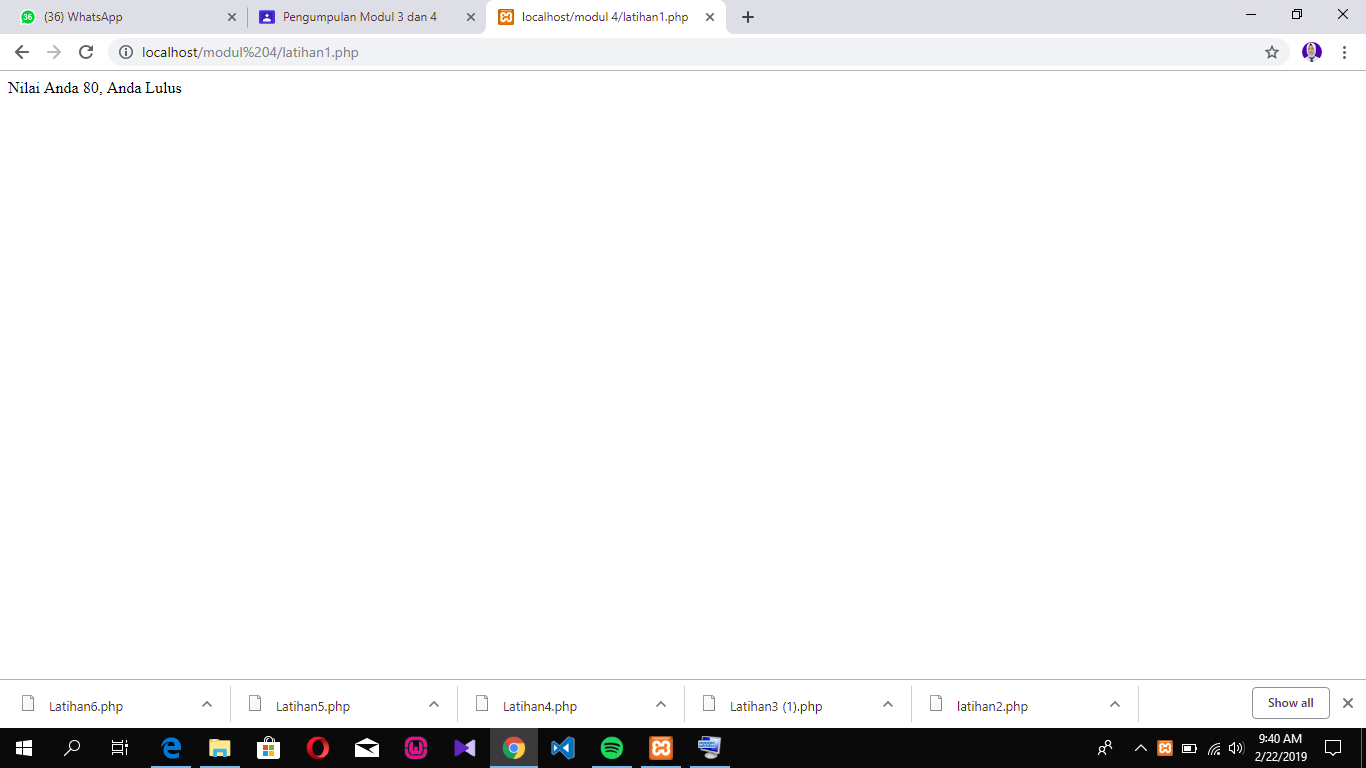 36
(36) WhatsApp
Pengumpulan Modul 3 dan 4
localhost/modul 4/latihan1.php
localhost/modul%204/latihan1.php
Nilai Anda 80, Anda Lulus
Latihan6.php
Latihan5.php
Latihan4.php
Latihan3 (1).php
latihan2.php
Show all
9:40 AM
2/22/2019